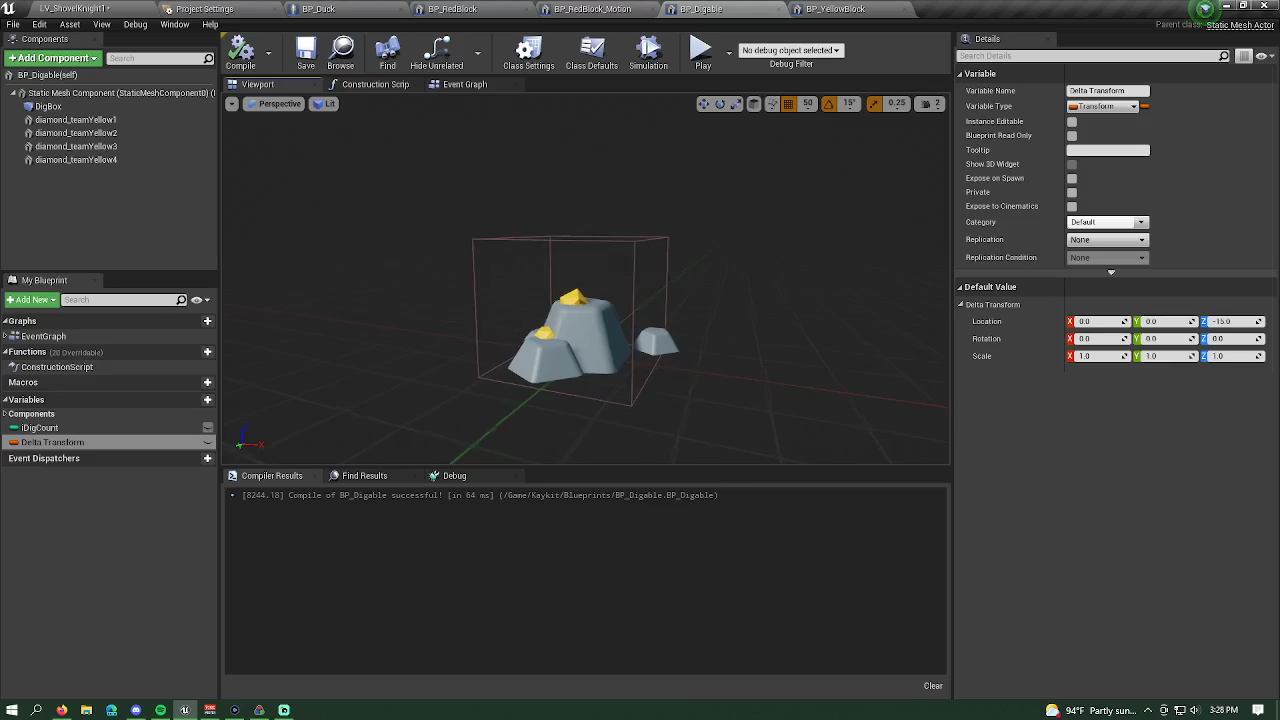 LV_ShovelKnight1 Project Settings BP_Duck BP_RedBlock BP_RedBlock_Motion BP_Digable BP_YellowBlock
File Edit Asset View Debug Window Help Parent class: Static Mesh Actor
Components
Add Component Search
BP_Digable(self)
Static Mesh Component (StaticMeshComponent0) (I
DigBox
diamond_teamYellow1
diamond_teamYellow2
diamond_teamYellow3
diamond_teamYellow4
Compile Save Browse Find Hide Unrelated Class Settings Class Defaults Simulation Play No debug object selected Debug Filter
Viewport Construction Scrip Event Graph
Perspective Lit 50 15° 0.25 2
My Blueprint
Add New Search
Graphs
EventGraph
Functions (20 Overridable)
ConstructionScript
Macros
Variables
Components
iDigCount
Delta Transform
Event Dispatchers
X
Compiler Results Find Results Debug
[8244.18] Compile of BP_Digable successful! [in 64 ms] (/Game/Kaykit/Blueprints/BP_Digable.BP_Digable)
Clear
Details
Search Details
Variable
Variable Name Delta Transform
Variable Type Transform
Instance Editable
Blueprint Read Only
Tooltip
Show 3D Widget
Expose on Spawn
Private
Expose to Cinematics
Category Default
Replication None
Replication Condition None
Default Value
Delta Transform
Location X 0.0 Y 0.0 Z -15.0
Rotation X 0.0 Y 0.0 Z 0.0
Scale X 1.0 Y 1.0 Z 1.0
94°F Partly sun... 3:28 PM